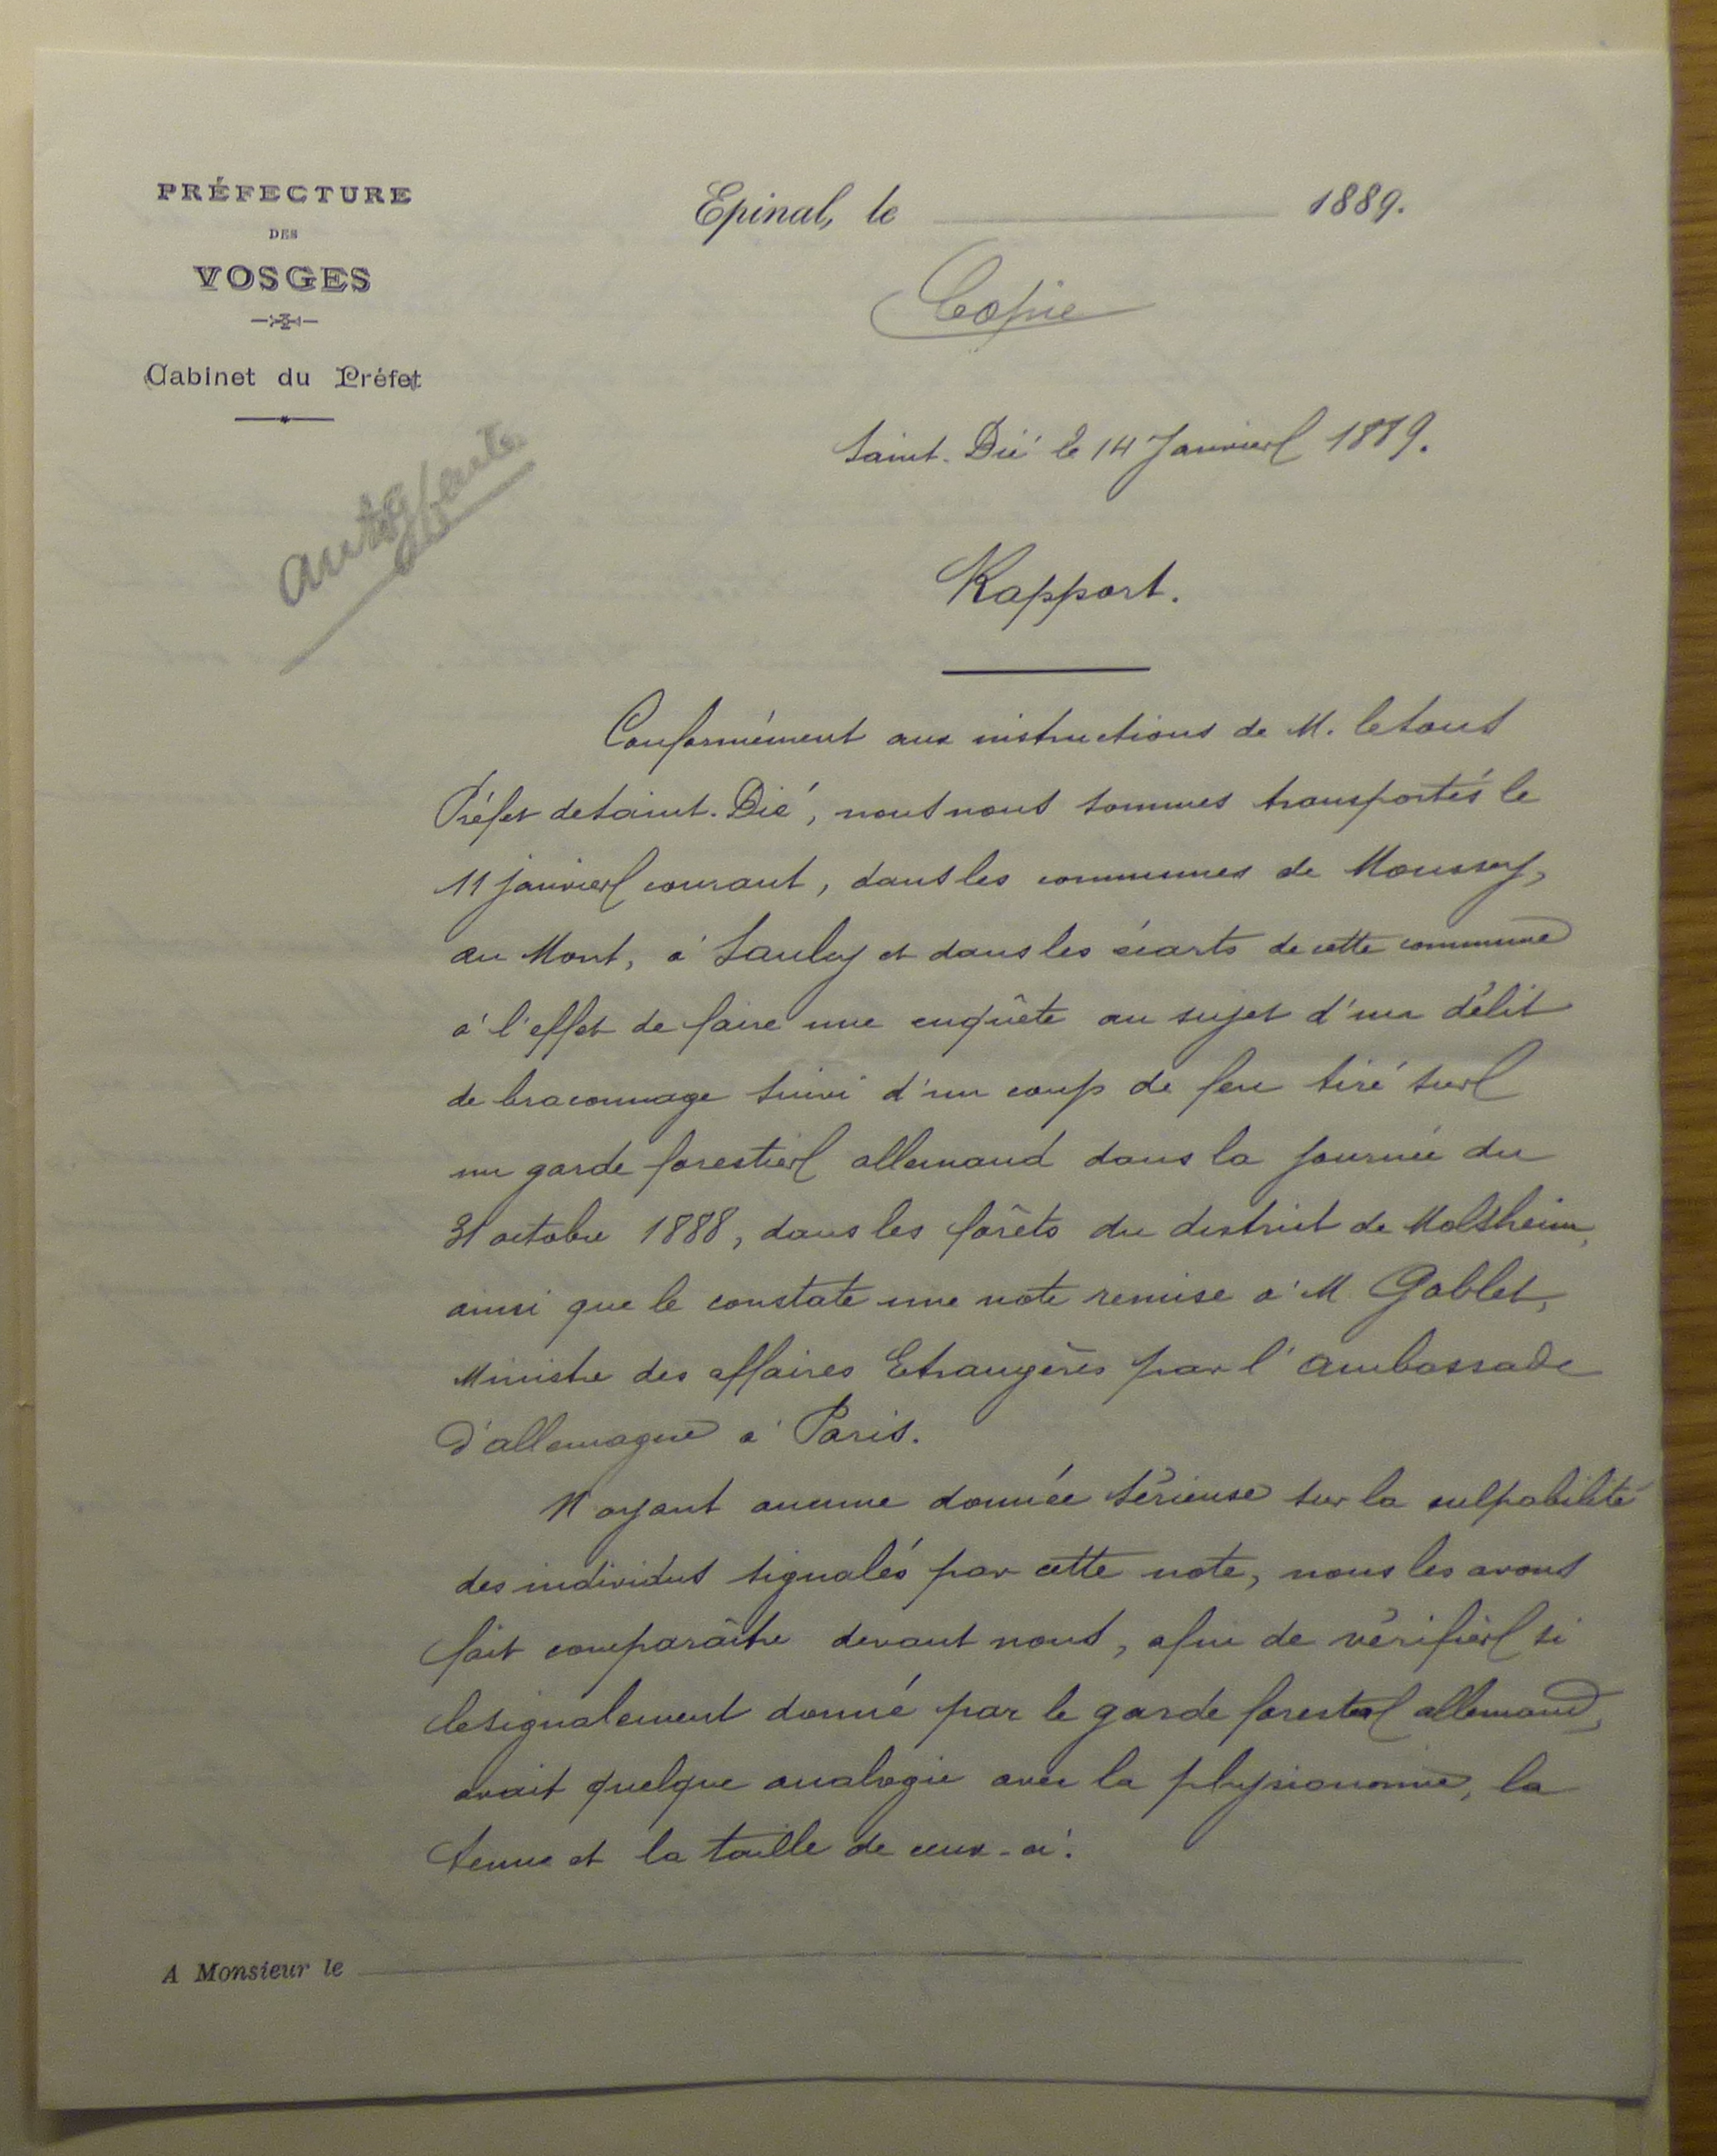 PRÉFECTURE
DES
VOSGES
Cabinet du Préfet
Epinal, le 1889.
Copie
Saint-Dié le 14 Janvier 1889.
Rapport.
Conformément aux instructions de M. le Sous
Préfet de Saint-Dié, nous nous sommes transportés le
11 janvier courant, dans les communes de Moussey,
au Mont, à Saulcy et dans les écarts de cette commune
à l'effet de faire une enquête au sujet d'un délit
de braconnage suivi d'un coup de feu tiré sur
un garde forestier allemand dans la journée du
31 octobre 1888, dans les forêts du district de Molsheim,
ainsi que le constate une note remise à M Goblet,
Ministre des affaires Etrangères par l'ambassade
d'allemagne à Paris.
N'ayant aucune donnée sérieuse sur la culpabilité
des individus signalés par cette note, nous les avons
fait comparaître devant nous, afin de vérifier si
le signalement donné par le garde forestier allemand,
avait quelque analogie avec la physionomie, la
tenue et la taille de ceux-ci.
A Monsieur le